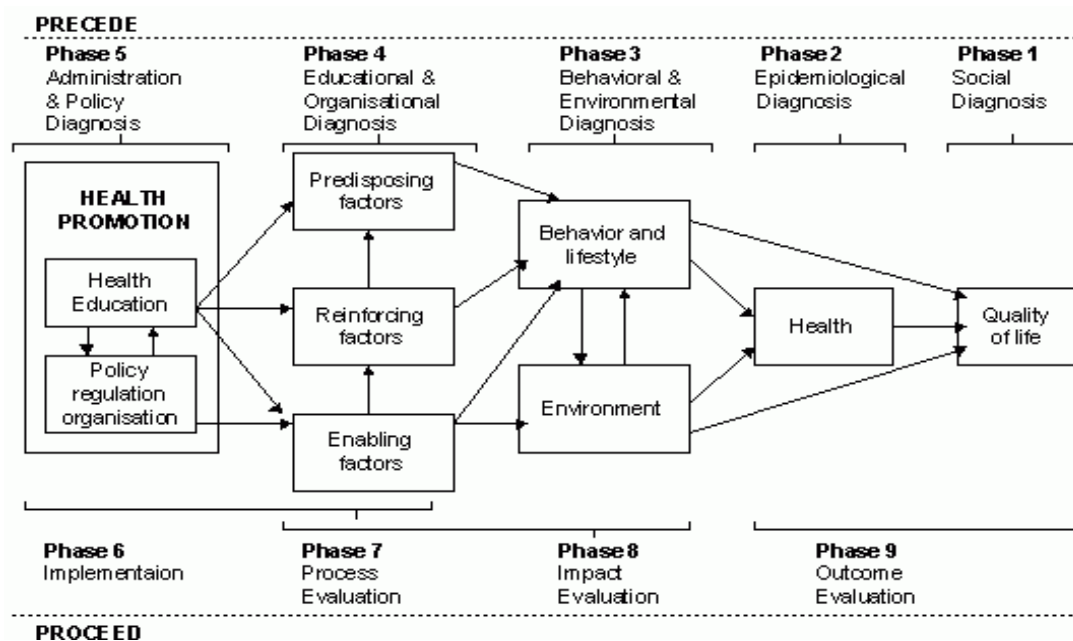 PRECEDE
Phase 5
Administration
& Policy
Diagnosis
Phase 4
Educational &
Organisational
Diagnosis
Phase 3
Behavioral &
Environmental
Diagnosis
Phase 2
Epidemiological
Diagnosis
Phase 1
Social
Diagnosis
HEALTH
PROMOTION
Health
Education
Policy
regulation
organisation
Predisposing
factors
Reinforcing
factors
Enabling
factors
Behavior and
lifestyle
Environment
Health
Quality
of life
Phase 6
Implementaion
Phase 7
Process
Evaluation
Phase 8
Impact
Evaluation
Phase 9
Outcome
Evaluation
PROCEED